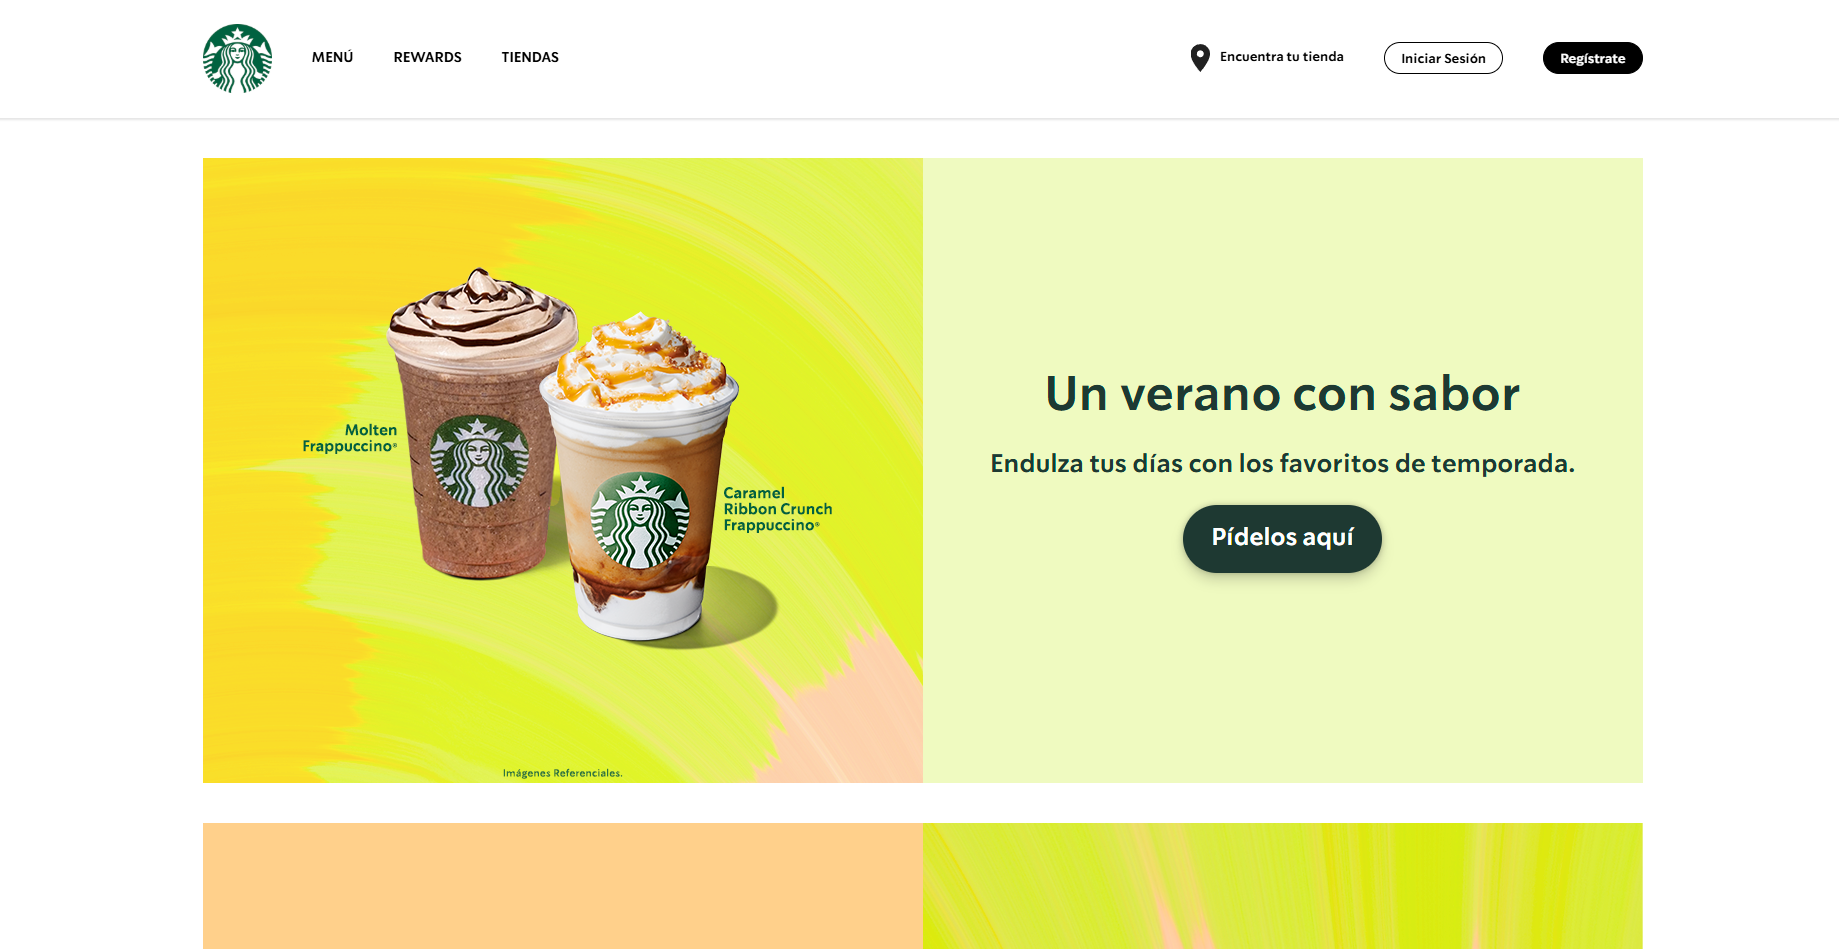 MENÚ
REWARDS
TIENDAS
Encuentra tu tienda
Iniciar Sesión
Regístrate
Molten
Frappuccino®
Caramel
Ribbon Crunch
Frappuccino®
Imágenes Referenciales.
Un verano con sabor
Endulza tus días con los favoritos de temporada.
Pídelos aquí